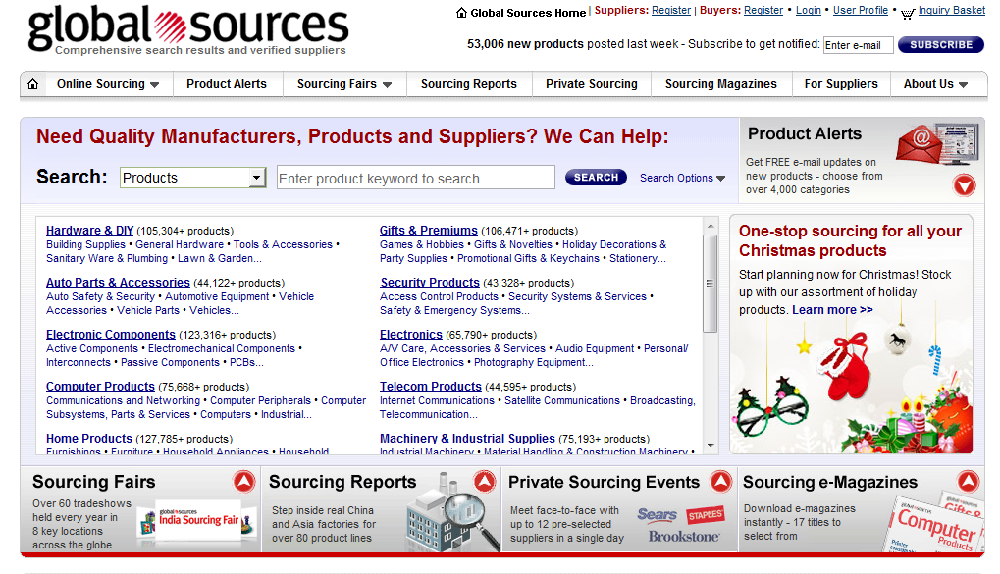 global sources
Comprehensive search results and verified suppliers
Global Sources Home | Suppliers: Register | Buyers: Register • Login • User Profile • Inquiry Basket
53,006 new products posted last week - Subscribe to get notified: Enter e-mail SUBSCRIBE
Online Sourcing Product Alerts Sourcing Fairs Sourcing Reports Private Sourcing Sourcing Magazines For Suppliers About Us
Need Quality Manufacturers, Products and Suppliers? We Can Help:
Search: Products Enter product keyword to search SEARCH Search Options
Product Alerts
Get FREE e-mail updates on
new products - choose from
over 4,000 categories
Hardware & DIY (105,304+ products)
Building Supplies • General Hardware • Tools & Accessories •
Sanitary Ware & Plumbing • Lawn & Garden...
Auto Parts & Accessories (44,122+ products)
Auto Safety & Security • Automotive Equipment • Vehicle
Accessories • Vehicle Parts • Vehicles...
Electronic Components (123,316+ products)
Active Components • Electromechanical Components •
Interconnects • Passive Components • PCBs...
Computer Products (75,668+ products)
Communications and Networking • Computer Peripherals • Computer
Subsystems, Parts & Services • Computers • Industrial...
Home Products (127,785+ products)
Furnishings • Furniture • Household Appliances • Household
Gifts & Premiums (106,471+ products)
Games & Hobbies • Gifts & Novelties • Holiday Decorations &
Party Supplies • Promotional Gifts & Keychains • Stationery...
Security Products (43,328+ products)
Access Control Products • Security Systems & Services •
Safety & Emergency Systems...
Electronics (65,790+ products)
A/V Care, Accessories & Services • Audio Equipment • Personal/
Office Electronics • Photography Equipment...
Telecom Products (44,595+ products)
Internet Communications • Satellite Communications • Broadcasting,
Telecommunication...
Machinery & Industrial Supplies (75,193+ products)
Industrial Machinery • Material Handling & Construction Machinery •
One-stop sourcing for all your
Christmas products
Start planning now for Christmas! Stock
up with our assortment of holiday
products. Learn more >>
Sourcing Fairs
Over 60 tradeshows
held every year in
8 key locations
across the globe
global sources
India Sourcing Fair
Sourcing Reports
Step inside real China
and Asia factories for
over 80 product lines
Private Sourcing Events
Meet face-to-face with
up to 12 pre-selected
suppliers in a single day
Sears STAPLES
Brookstone
Sourcing e-Magazines
Download e-magazines
instantly - 17 titles to
select from
Gifts &
Computer
Products